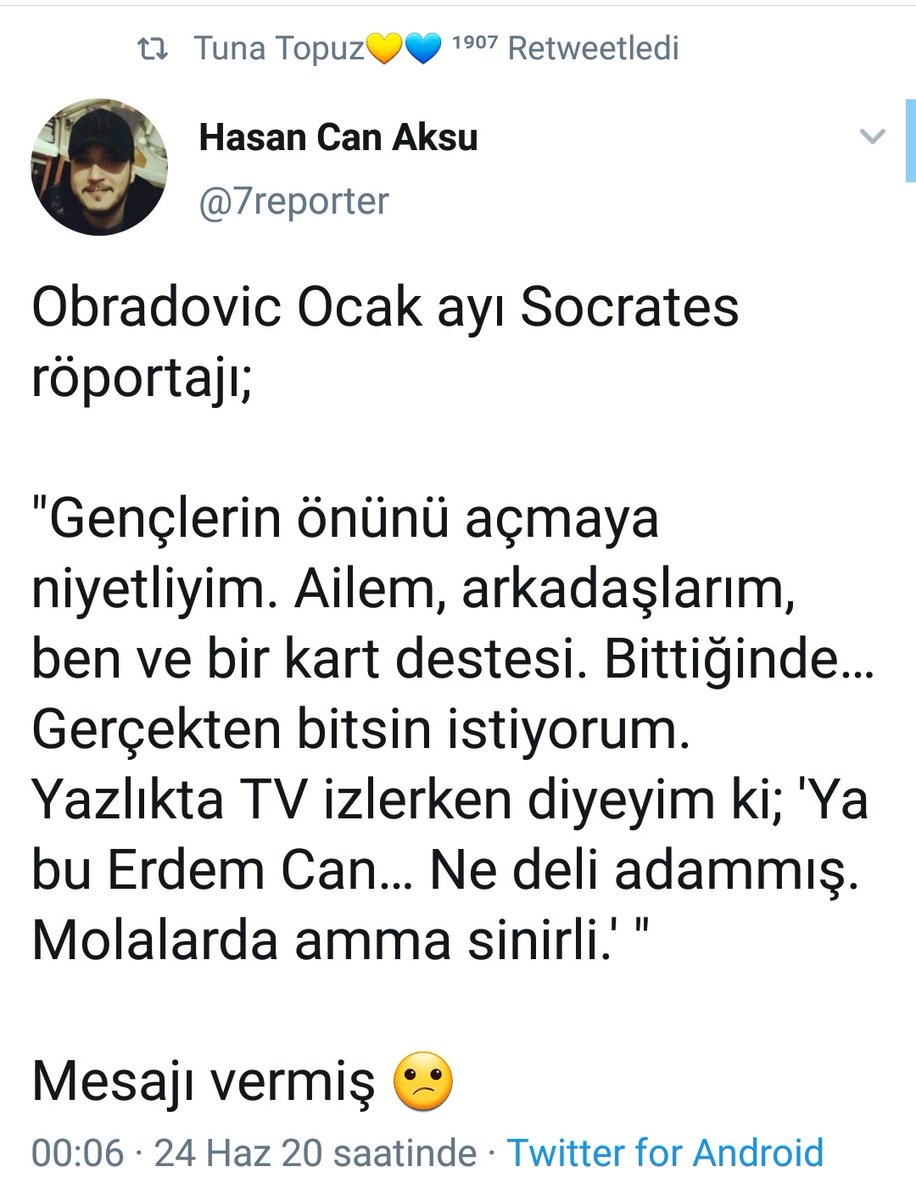 Tuna Topuz💛💙 ¹⁹⁰⁷ Retweetledi
Hasan Can Aksu
@7reporter
Obradovic Ocak ayı Socrates
röportajı;
"Gençlerin önünü açmaya
niyetliyim. Ailem, arkadaşlarım,
ben ve bir kart destesi. Bittiğinde...
Gerçekten bitsin istiyorum.
Yazlıkta TV izlerken diyeyim ki; 'Ya
bu Erdem Can... Ne deli adammış.
Molalarda amma sinirli.' "
Mesajı vermiş 😕
00:06 · 24 Haz 20 saatinde · Twitter for Android